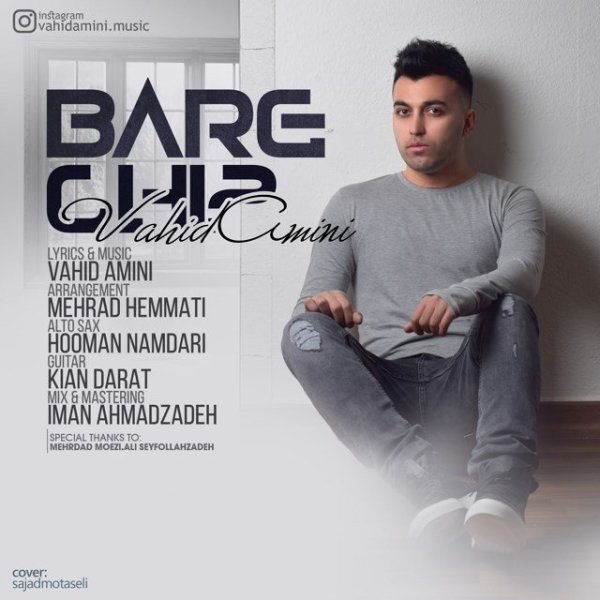 instagram
vahidamini.music
BARE
CHI?
Vahid Amini
LYRICS & MUSIC
VAHID AMINI
ARRANGEMENT
MEHRAD HEMMATI
ALTO SAX
HOOMAN NAMDARI
GUITAR
KIAN DARAT
MIX & MASTERING
IMAN AHMADZADEH
SPECIAL THANKS TO:
MEHRDAD MOEZI.ALI SEYFOLLAHZADEH
cover:
sajadmotaseli